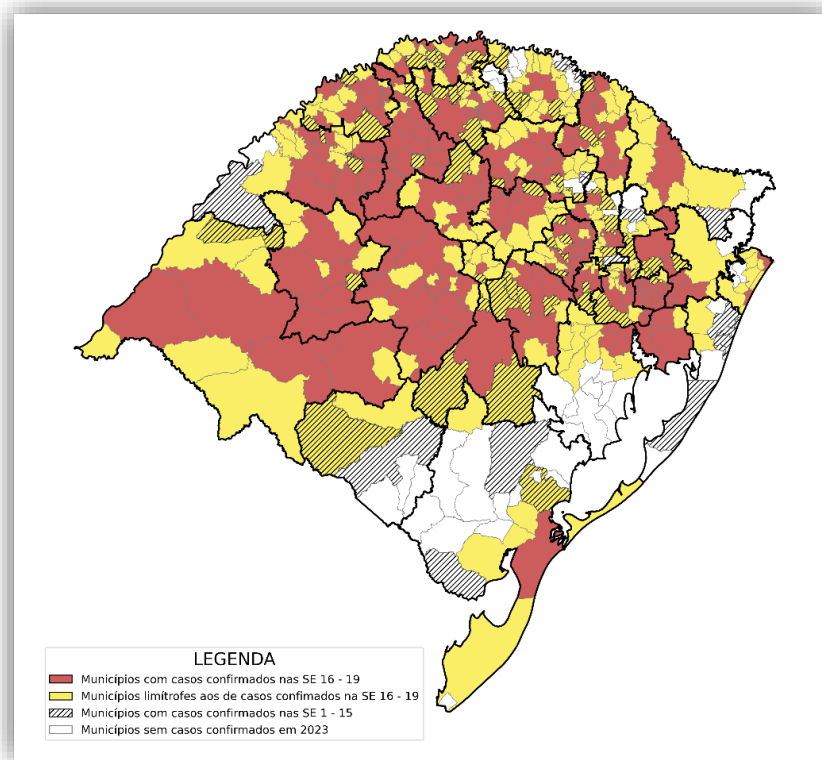 LEGENDA
Municípios com casos confirmados nas SE 16 - 19
Municípios limítrofes aos de casos confirmados na SE 16 - 19
Municípios com casos confirmados nas SE 1 - 15
Municípios sem casos confirmados em 2023